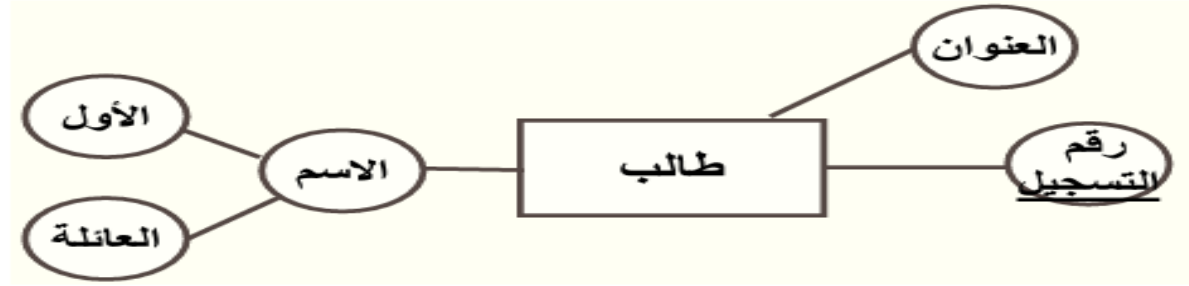 العنوان
رقم
التسجيل
طالب
الاسم
الأول
العائلة